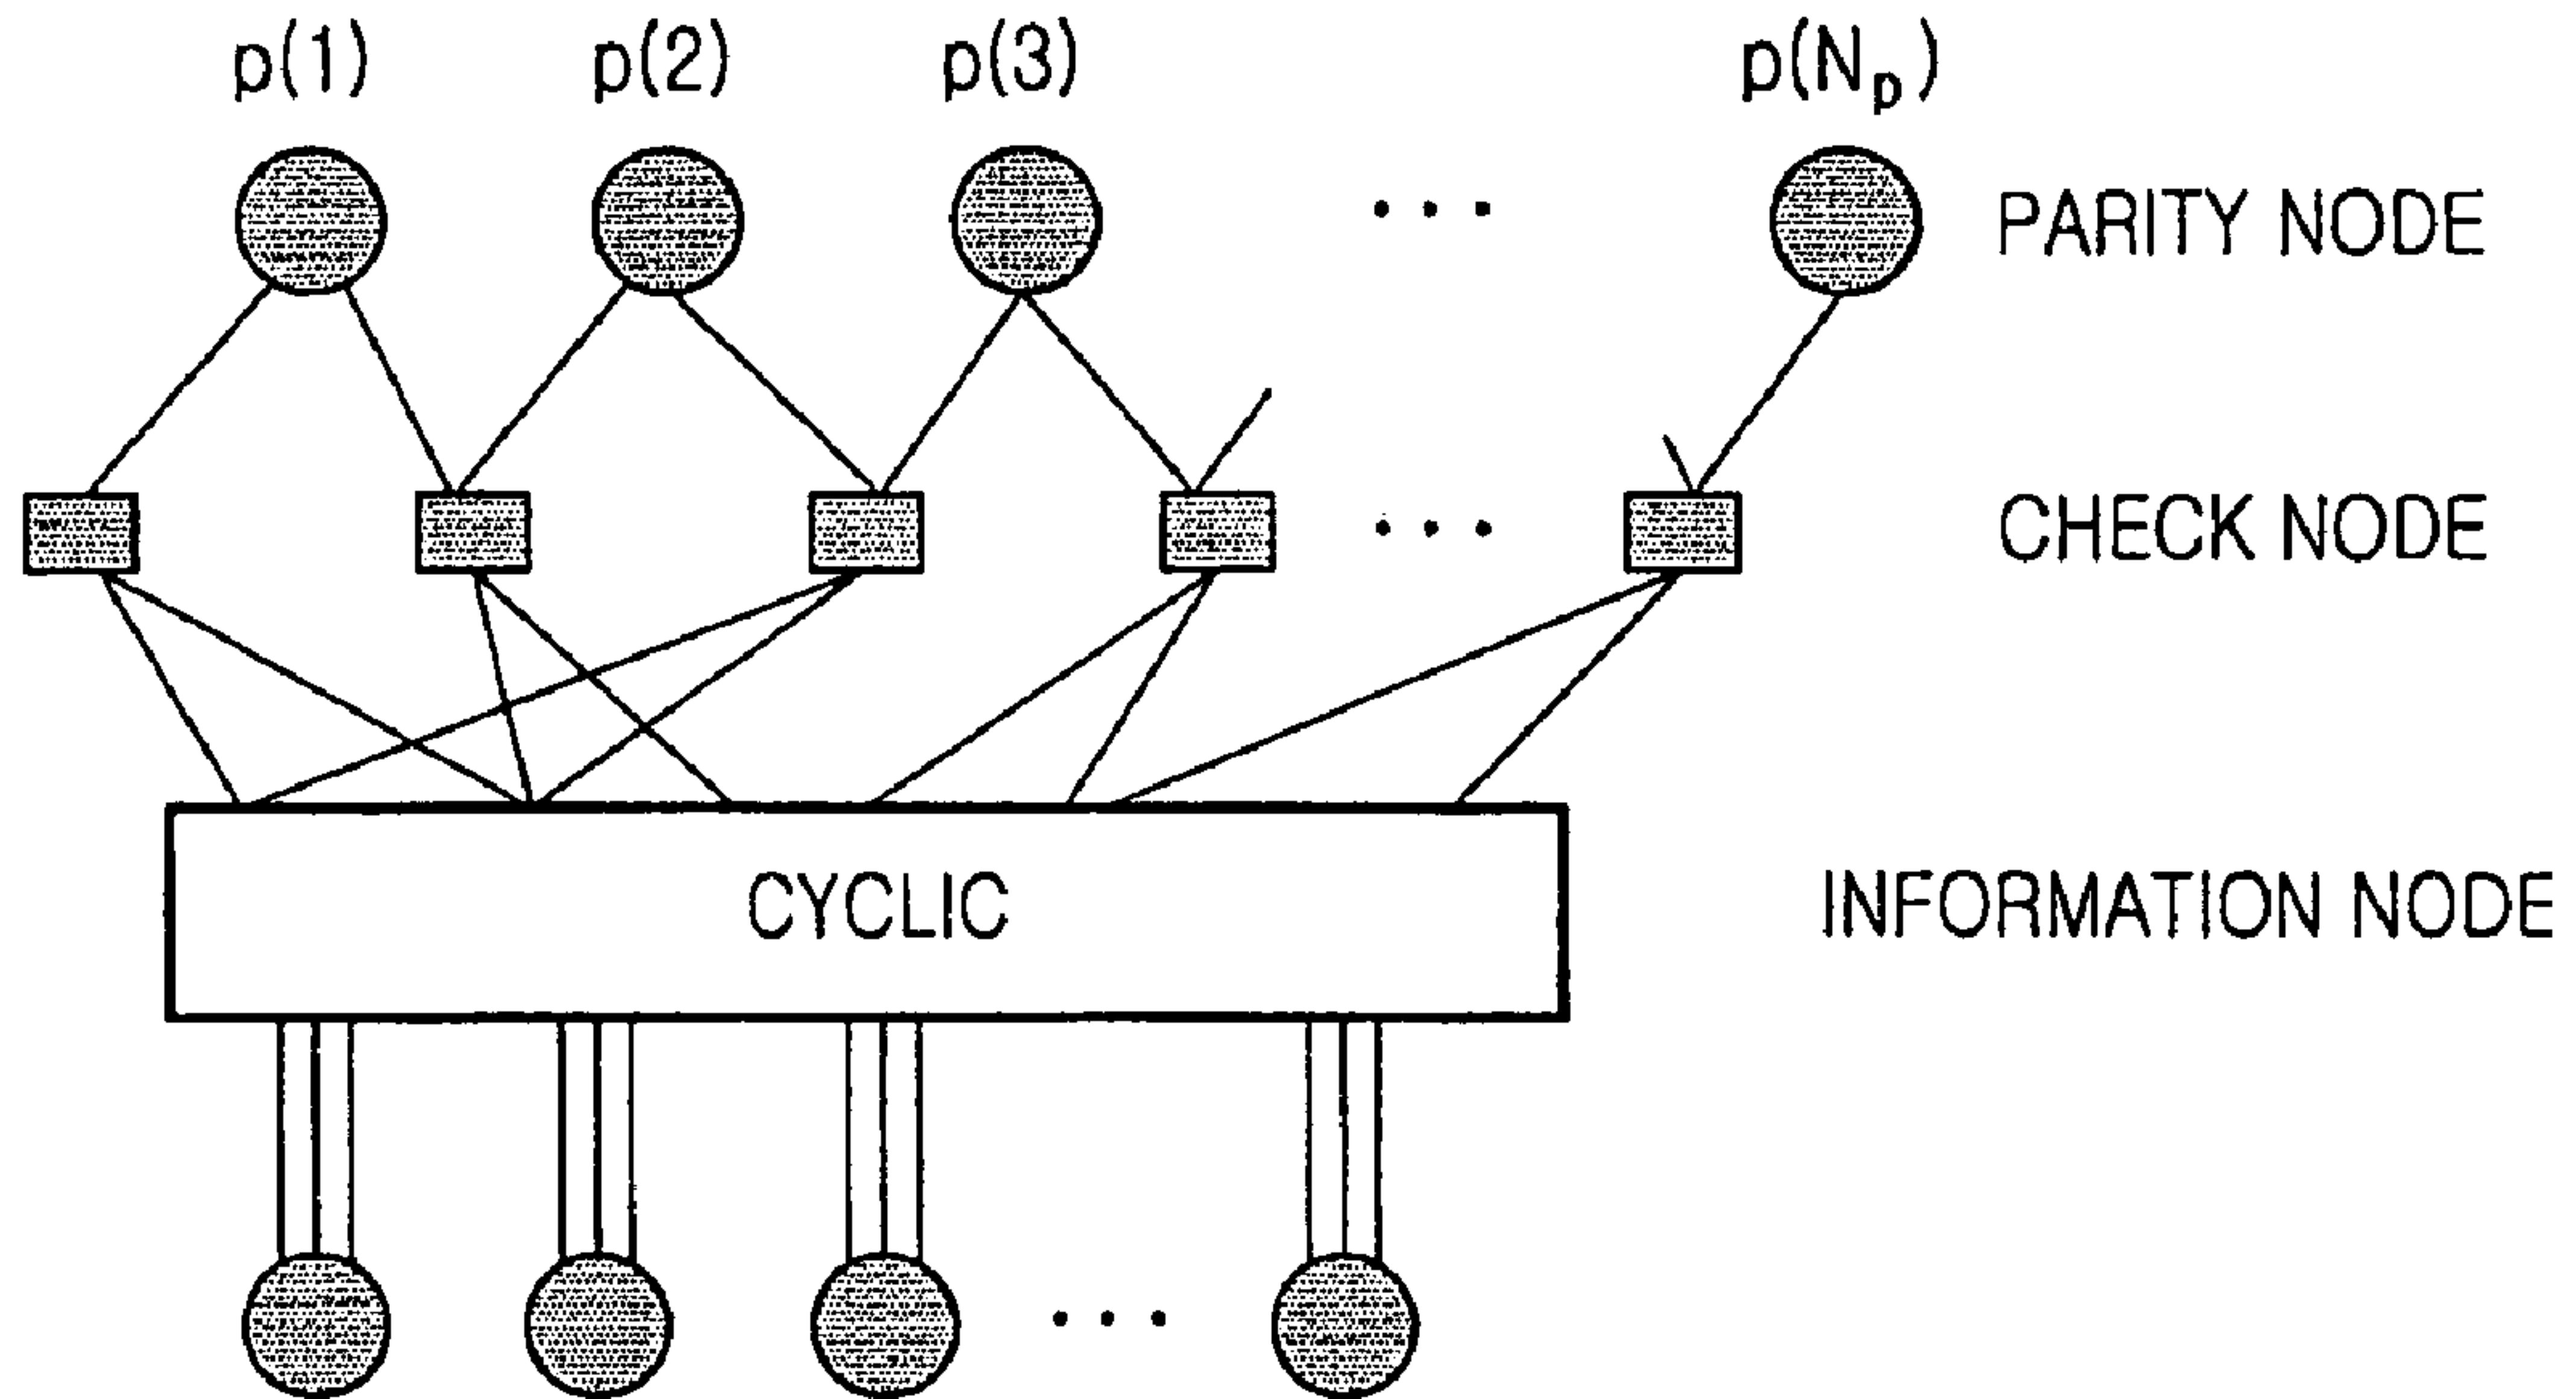 p(1) p(2) p(3) p(Np)
PARITY NODE
CHECK NODE
CYCLIC
INFORMATION NODE